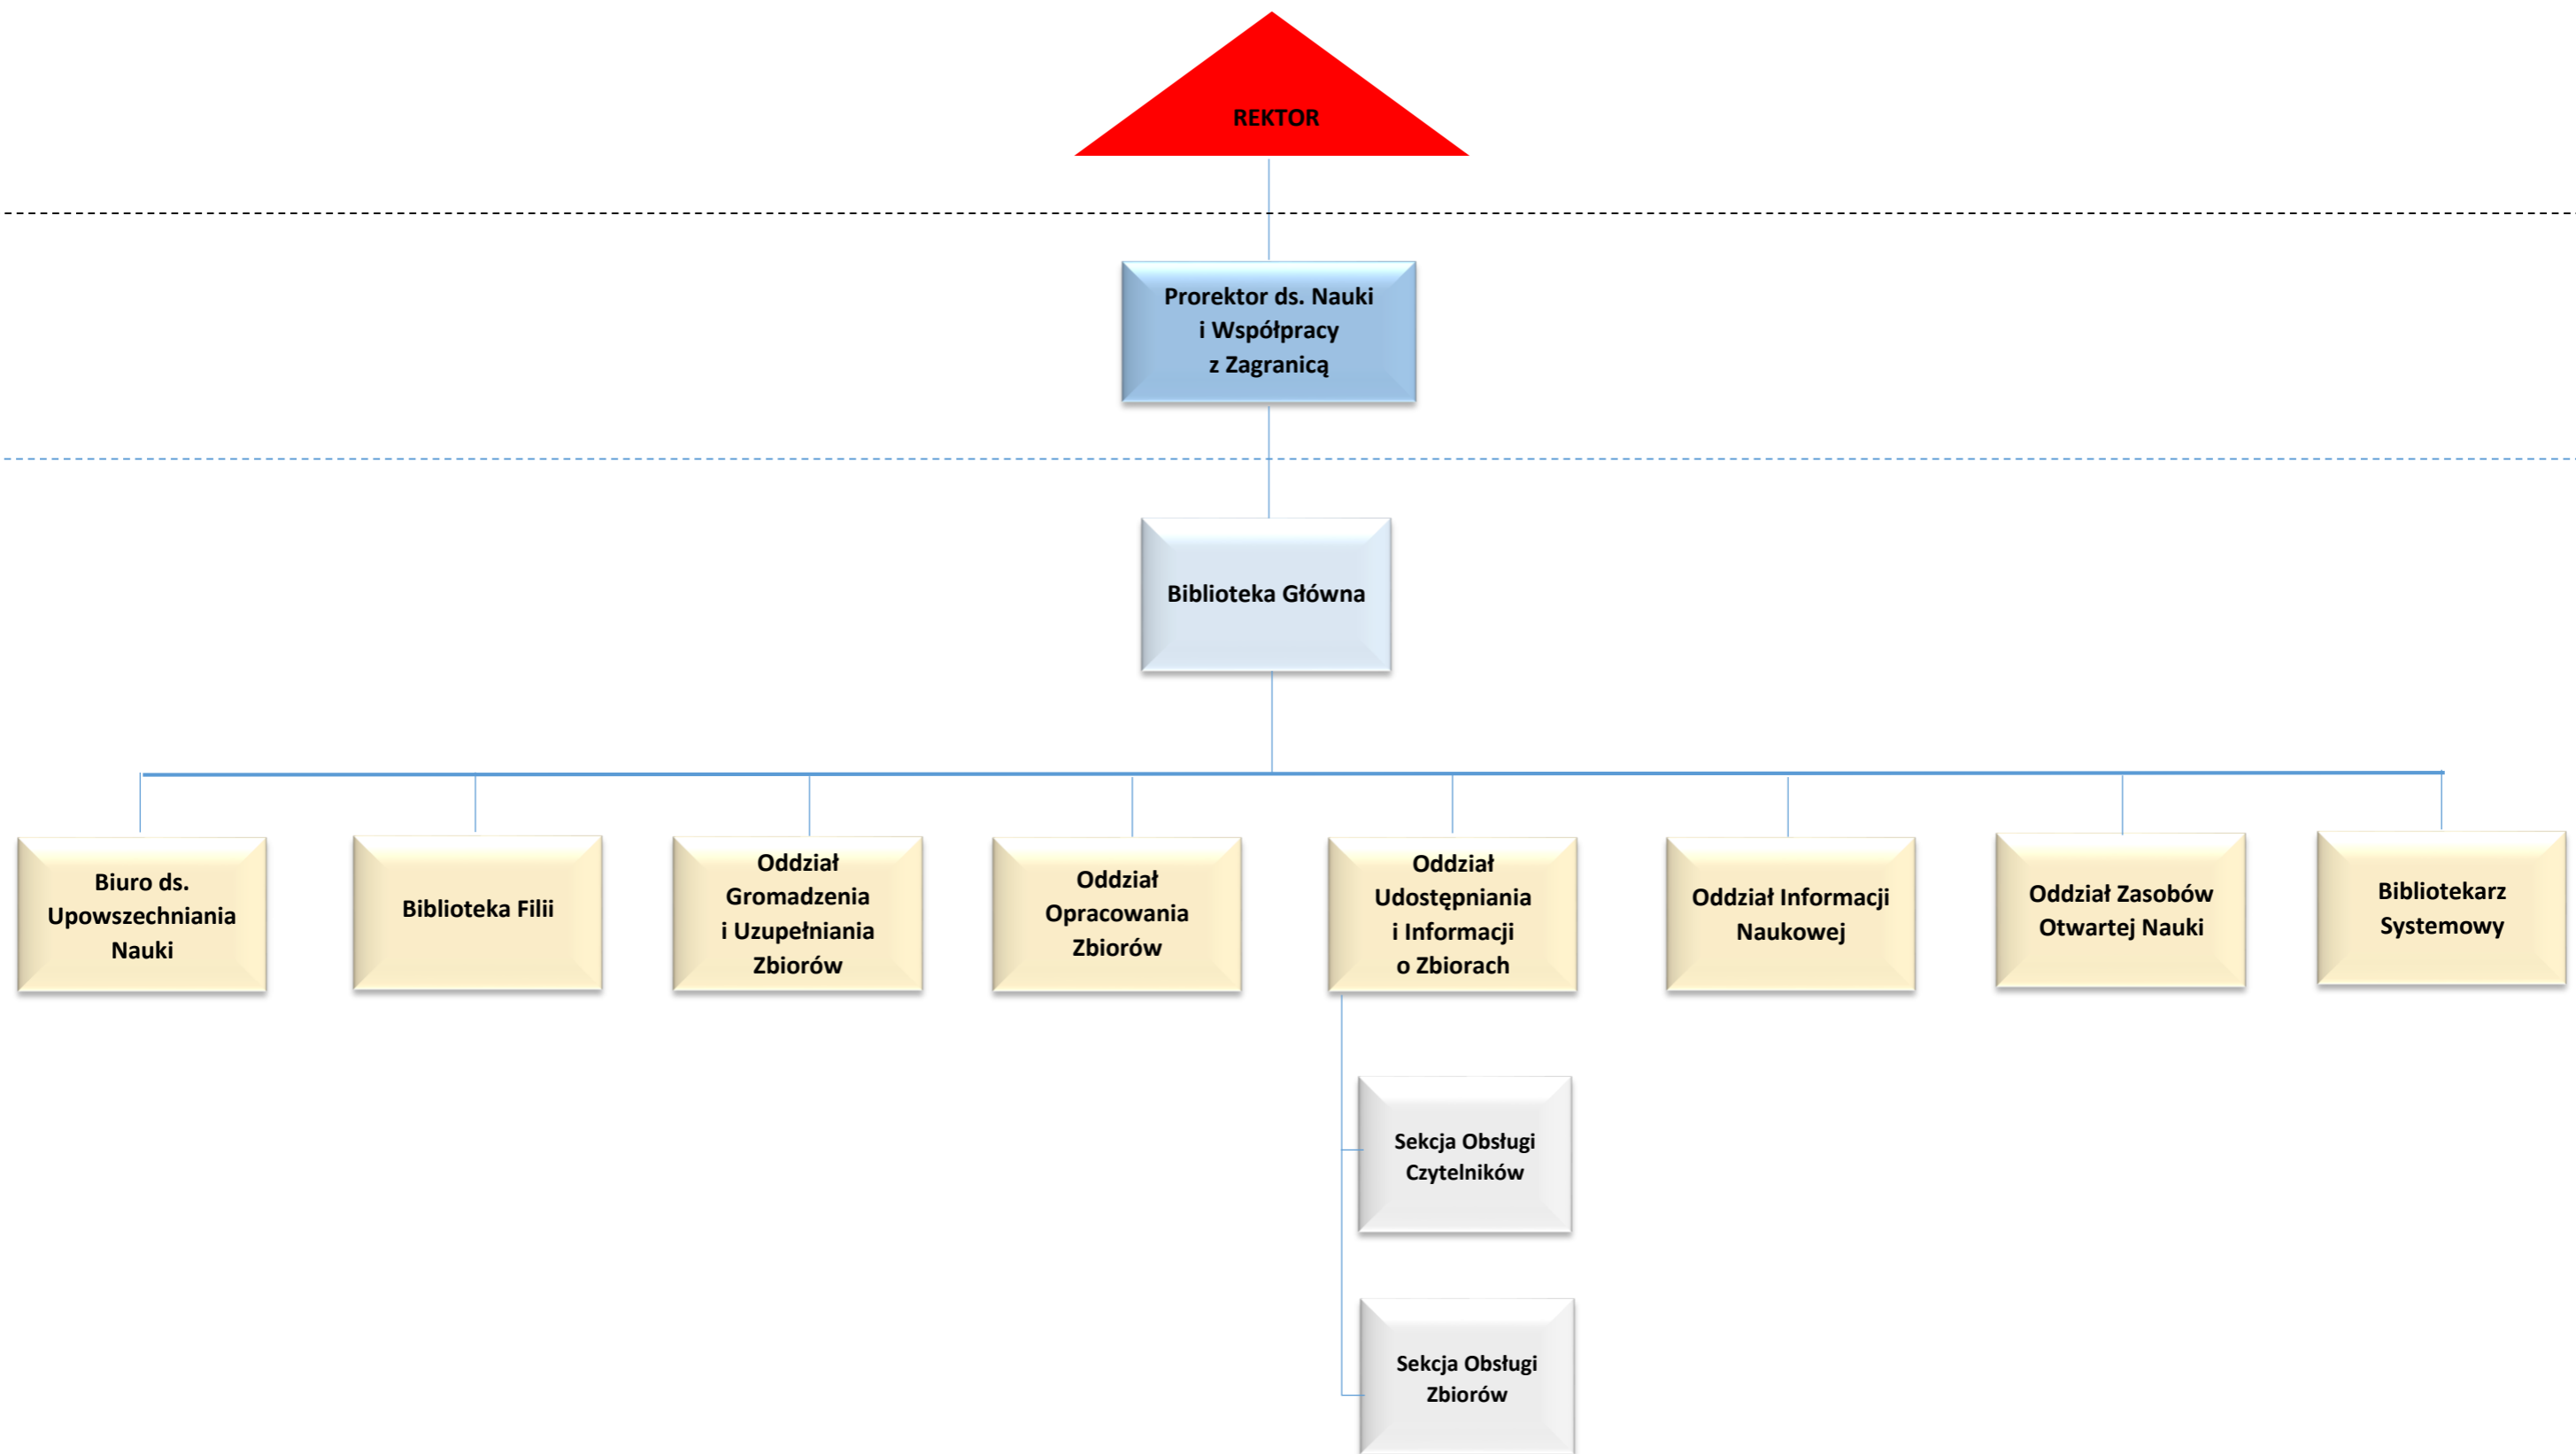 REKTOR
Prorektor ds. Nauki
i Współpracy
z Zagranicą
Biblioteka Główna
Biuro ds.
Upowszechniania
Nauki
Biblioteka Filii
Oddział
Gromadzenia
i Uzupełniania
Zbiorów
Oddział
Opracowania
Zbiorów
Oddział
Udostępniania
i Informacji
o Zbiorach
Oddział Informacji
Naukowej
Oddział Zasobów
Otwartej Nauki
Bibliotekarz
Systemowy
Sekcja Obsługi
Czytelników
Sekcja Obsługi
Zbiorów